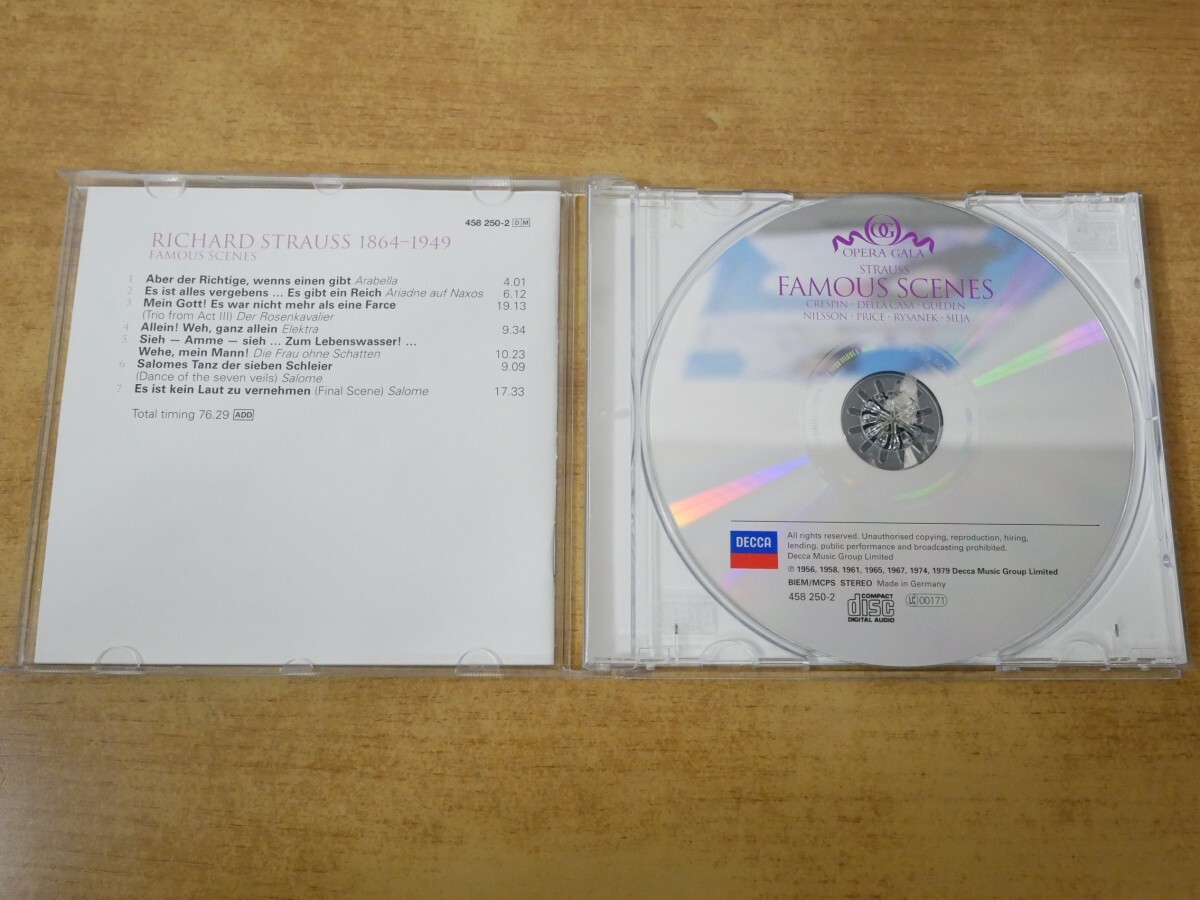 458 250-2 DM
RICHARD STRAUSS 1864–1949
FAMOUS SCENES
1 Aber der Richtige, wenns einen gibt Arabella 4.01
2 Es ist alles vergebens ... Es gibt ein Reich Ariadne auf Naxos 6.12
3 Mein Gott! Es war nicht mehr als eine Farce 19.13
(Trio from Act III) Der Rosenkavalier
4 Allein! Weh, ganz allein Elektra 9.34
5 Sieh – Amme – sieh ... Zum Lebenswasser! ...
Wehe, mein Mann! Die Frau ohne Schatten 10.23
6 Salomes Tanz der sieben Schleier 9.09
(Dance of the seven veils) Salome
7 Es ist kein Laut zu vernehmen (Final Scene) Salome 17.33
Total timing 76.29 ADD
OG
OPERA GALA
STRAUSS
FAMOUS SCENES
CRESPIN · DELLA CASA · GUEDEN
NILSSON · PRICE · RYSANEK · SILJA
DECCA
All rights reserved. Unauthorised copying, reproduction, hiring,
lending, public performance and broadcasting prohibited.
Decca Music Group Limited
℗ 1956, 1958, 1961, 1965, 1967, 1974, 1979 Decca Music Group Limited
BIEM/MCPS STEREO Made in Germany
458 250-2
COMPACT
disc
DIGITAL AUDIO
LC 00171